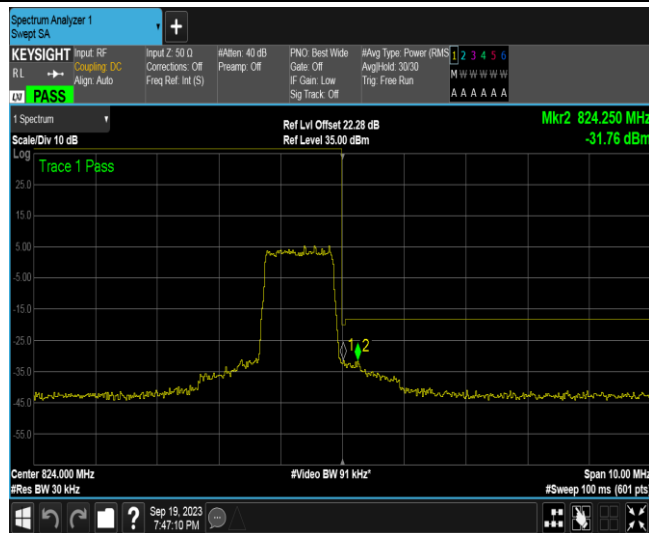 Spectrum Analyzer 1
Swept SA
+
KEYSIGHT
RL
LXI
PASS
Input: RF
Coupling: DC
Align: Auto
Input Z: 50 Ω
Corrections: Off
Freq Ref: Int (S)
#Atten: 40 dB
Preamp: Off
PNO: Best Wide
Gate: Off
IF Gain: Low
Sig Track: Off
#Avg Type: Power (RMS
Avg|Hold: 30/30
Trig: Free Run
1 2 3 4 5 6
M W W W W W
A A A A A A
1 Spectrum
Scale/Div 10 dB
Ref Lvl Offset 22.28 dB
Ref Level 35.00 dBm
Mkr2 824.250 MHz
-31.76 dBm
Log
Trace 1 Pass
25.0
15.0
5.00
-5.00
-15.0
-25.0
-35.0
-45.0
-55.0
1 2
Center 824.000 MHz
#Res BW 30 kHz
#Video BW 91 kHz*
Span 10.00 MHz
#Sweep 100 ms (601 pts)
?
Sep 19, 2023
7:47:10 PM